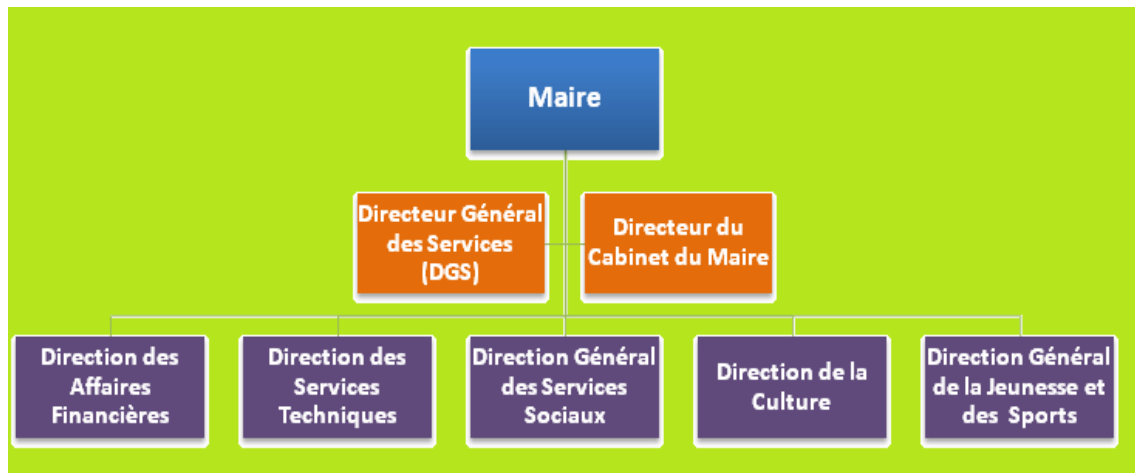 Maire
Directeur Général
des Services
(DGS)
Directeur du
Cabinet du Maire
Direction des
Affaires
Financières
Direction des
Services
Techniques
Direction Général
des Services
Sociaux
Direction de la
Culture
Direction Général
de la Jeunesse et
des Sports